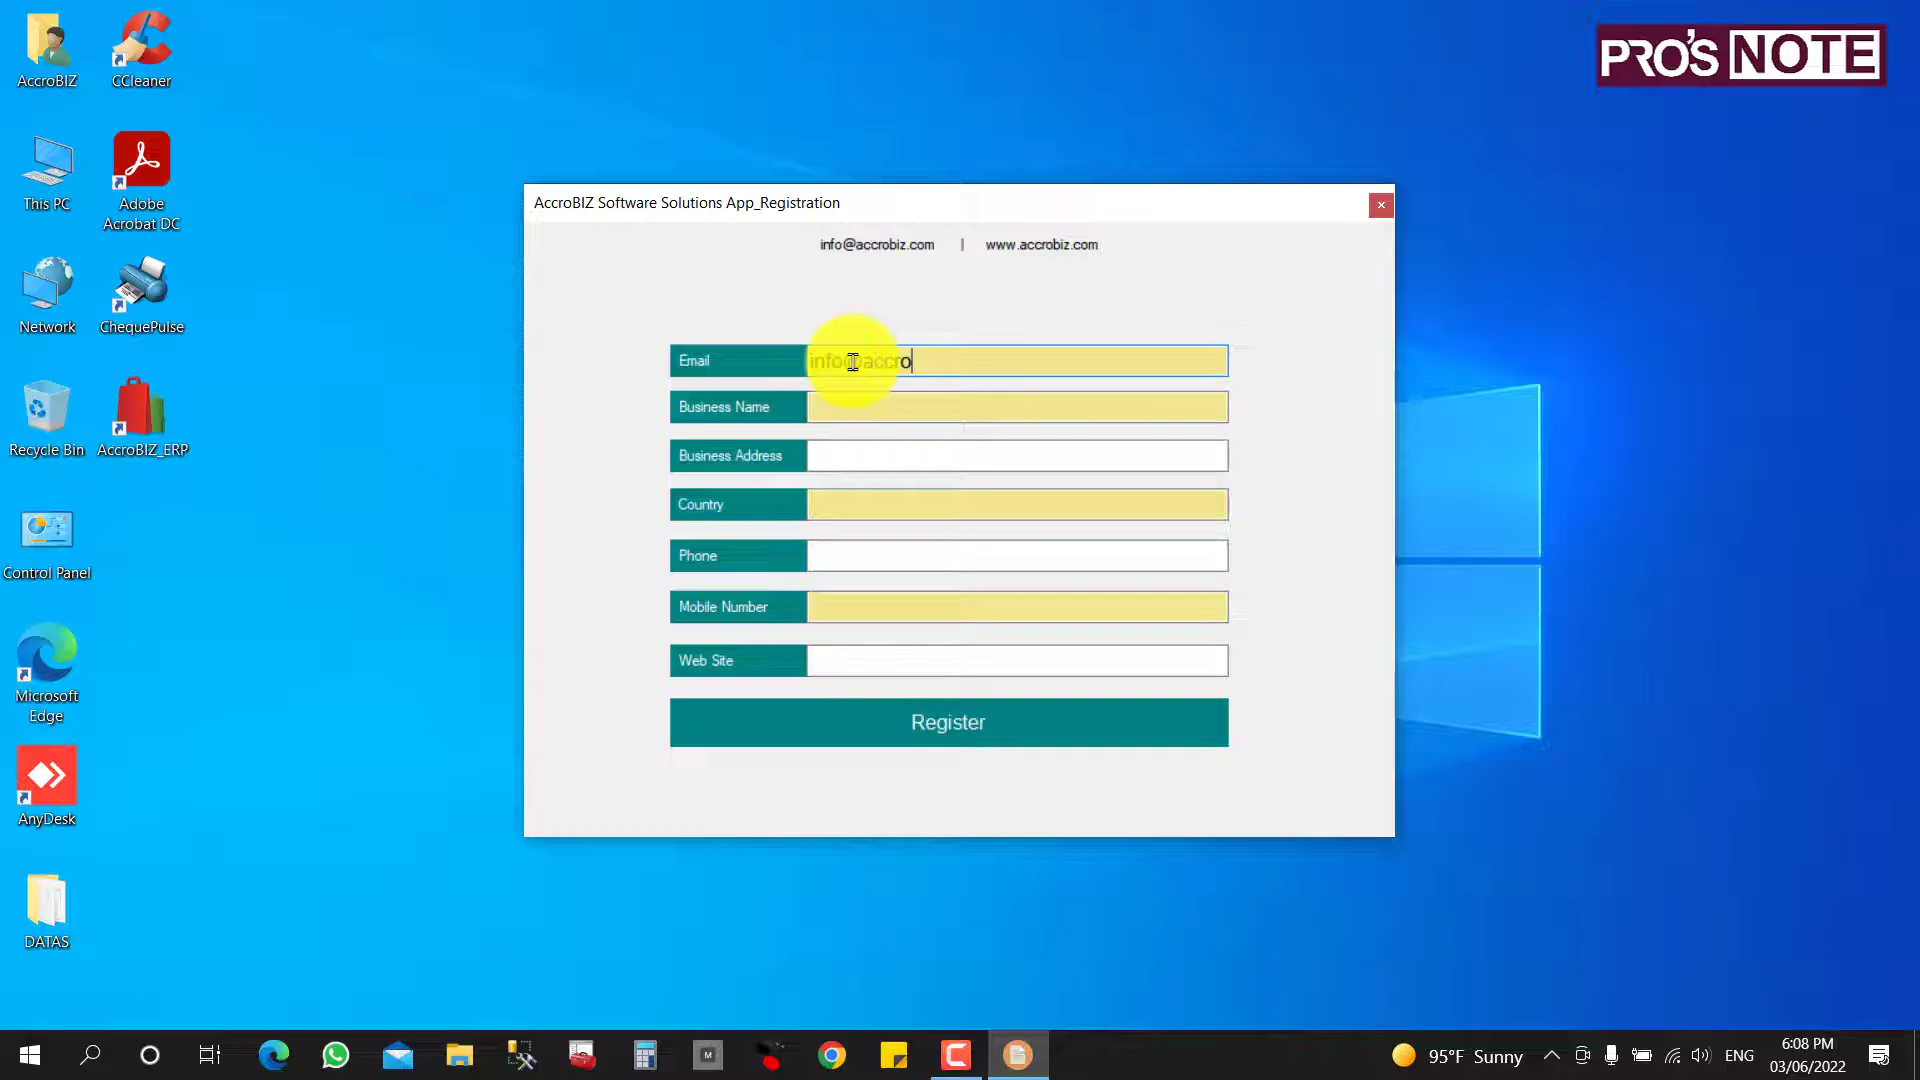 AccroBIZ
CCleaner
PRO'S NOTE
This PC
Adobe
Acrobat DC
Network
ChequePulse
Recycle Bin
AccroBIZ_ERP
Control Panel
Microsoft
Edge
AnyDesk
DATAS
AccroBIZ Software Solutions App_Registration
info@accrobiz.com | www.accrobiz.com
Email info@accro
Business Name
Business Address
Country
Phone
Mobile Number
Web Site
Register
95°F Sunny
ENG
6:08 PM
03/06/2022